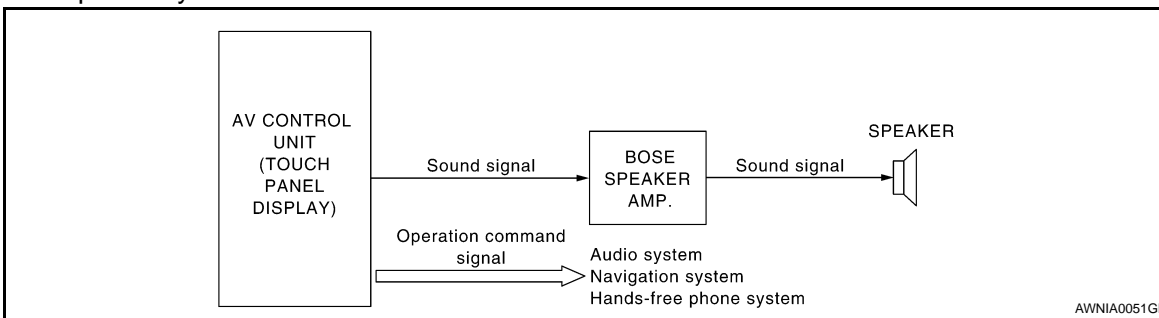 AV CONTROL
UNIT
(TOUCH
PANEL
DISPLAY)
Sound signal
BOSE
SPEAKER
AMP.
Sound signal
SPEAKER
Operation command
signal
Audio system
Navigation system
Hands-free phone system